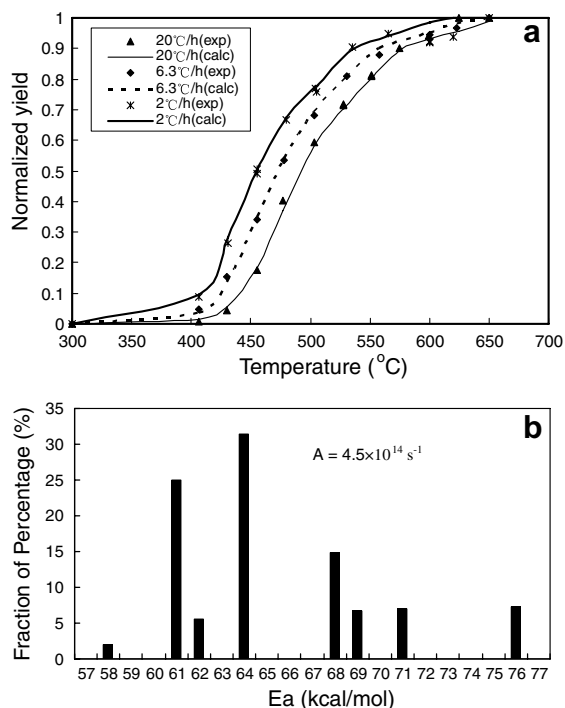 a
20℃/h(exp)
20℃/h(calc)
6.3℃/h(exp)
6.3℃/h(calc)
2℃/h(exp)
2℃/h(calc)
Normalized yield
1
0.9
0.8
0.7
0.6
0.5
0.4
0.3
0.2
0.1
0
300 400 450 500 550 600 650 700
Temperature (°C)
b
A = 4.5×10¹⁴ s⁻¹
Fraction of Percentage (%)
35
30
25
20
15
10
5
0
57 58 59 60 61 62 63 64 65 66 67 68 69 70 71 72 73 74 75 76 77
Ea (kcal/mol)